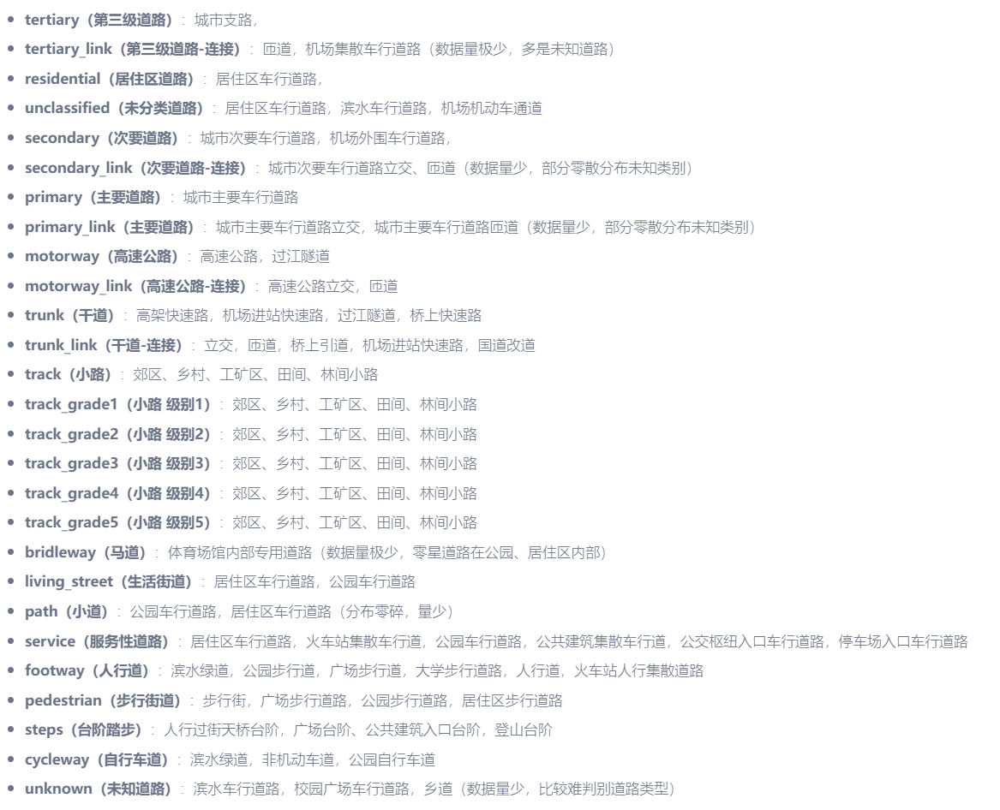 • tertiary（第三级道路）：城市支路，
• tertiary_link（第三级道路-连接）：匝道，机场集散车行道路（数据量极少，多是未知道路）
• residential（居住区道路）：居住区车行道路，
• unclassified（未分类道路）：居住区车行道路，滨水车行道路，机场机动车通道
• secondary（次要道路）：城市次要车行道路，机场外围车行道路，
• secondary_link（次要道路-连接）：城市次要车行道路立交、匝道（数据量少，部分零散分布未知类别）
• primary（主要道路）：城市主要车行道路
• primary_link（主要道路）：城市主要车行道路立交，城市主要车行道路匝道（数据量少，部分零散分布未知类别）
• motorway（高速公路）：高速公路，过江隧道
• motorway_link（高速公路-连接）：高速公路立交，匝道
• trunk（干道）：高架快速路，机场进站快速路，过江隧道，桥上快速路
• trunk_link（干道-连接）：立交，匝道，桥上引道，机场进站快速路，国道改道
• track（小路）：郊区、乡村、工矿区、田间、林间小路
• track_grade1（小路 级别1）：郊区、乡村、工矿区、田间、林间小路
• track_grade2（小路 级别2）：郊区、乡村、工矿区、田间、林间小路
• track_grade3（小路 级别3）：郊区、乡村、工矿区、田间、林间小路
• track_grade4（小路 级别4）：郊区、乡村、工矿区、田间、林间小路
• track_grade5（小路 级别5）：郊区、乡村、工矿区、田间、林间小路
• bridleway（马道）：体育场馆内部专用道路（数据量极少，零星道路在公园、居住区内部）
• living_street（生活街道）：居住区车行道路，公园车行道路
• path（小道）：公园车行道路，居住区车行道路（分布零碎，量少）
• service（服务性道路）：居住区车行道路，火车站集散车行道，公园车行道路，公共建筑集散车行道，公交枢纽入口车行道路，停车场入口车行道路
• footway（人行道）：滨水绿道，公园步行道，广场步行道，大学步行道路，人行道，火车站人行集散道路
• pedestrian（步行街道）：步行街，广场步行道路，公园步行道路，居住区步行道路
• steps（台阶踏步）：人行过街天桥台阶，广场台阶、公共建筑入口台阶，登山台阶
• cycleway（自行车道）：滨水绿道，非机动车道，公园自行车道
• unknown（未知道路）：滨水车行道路，校园广场车行道路，乡道（数据量少，比较难判别道路类型）